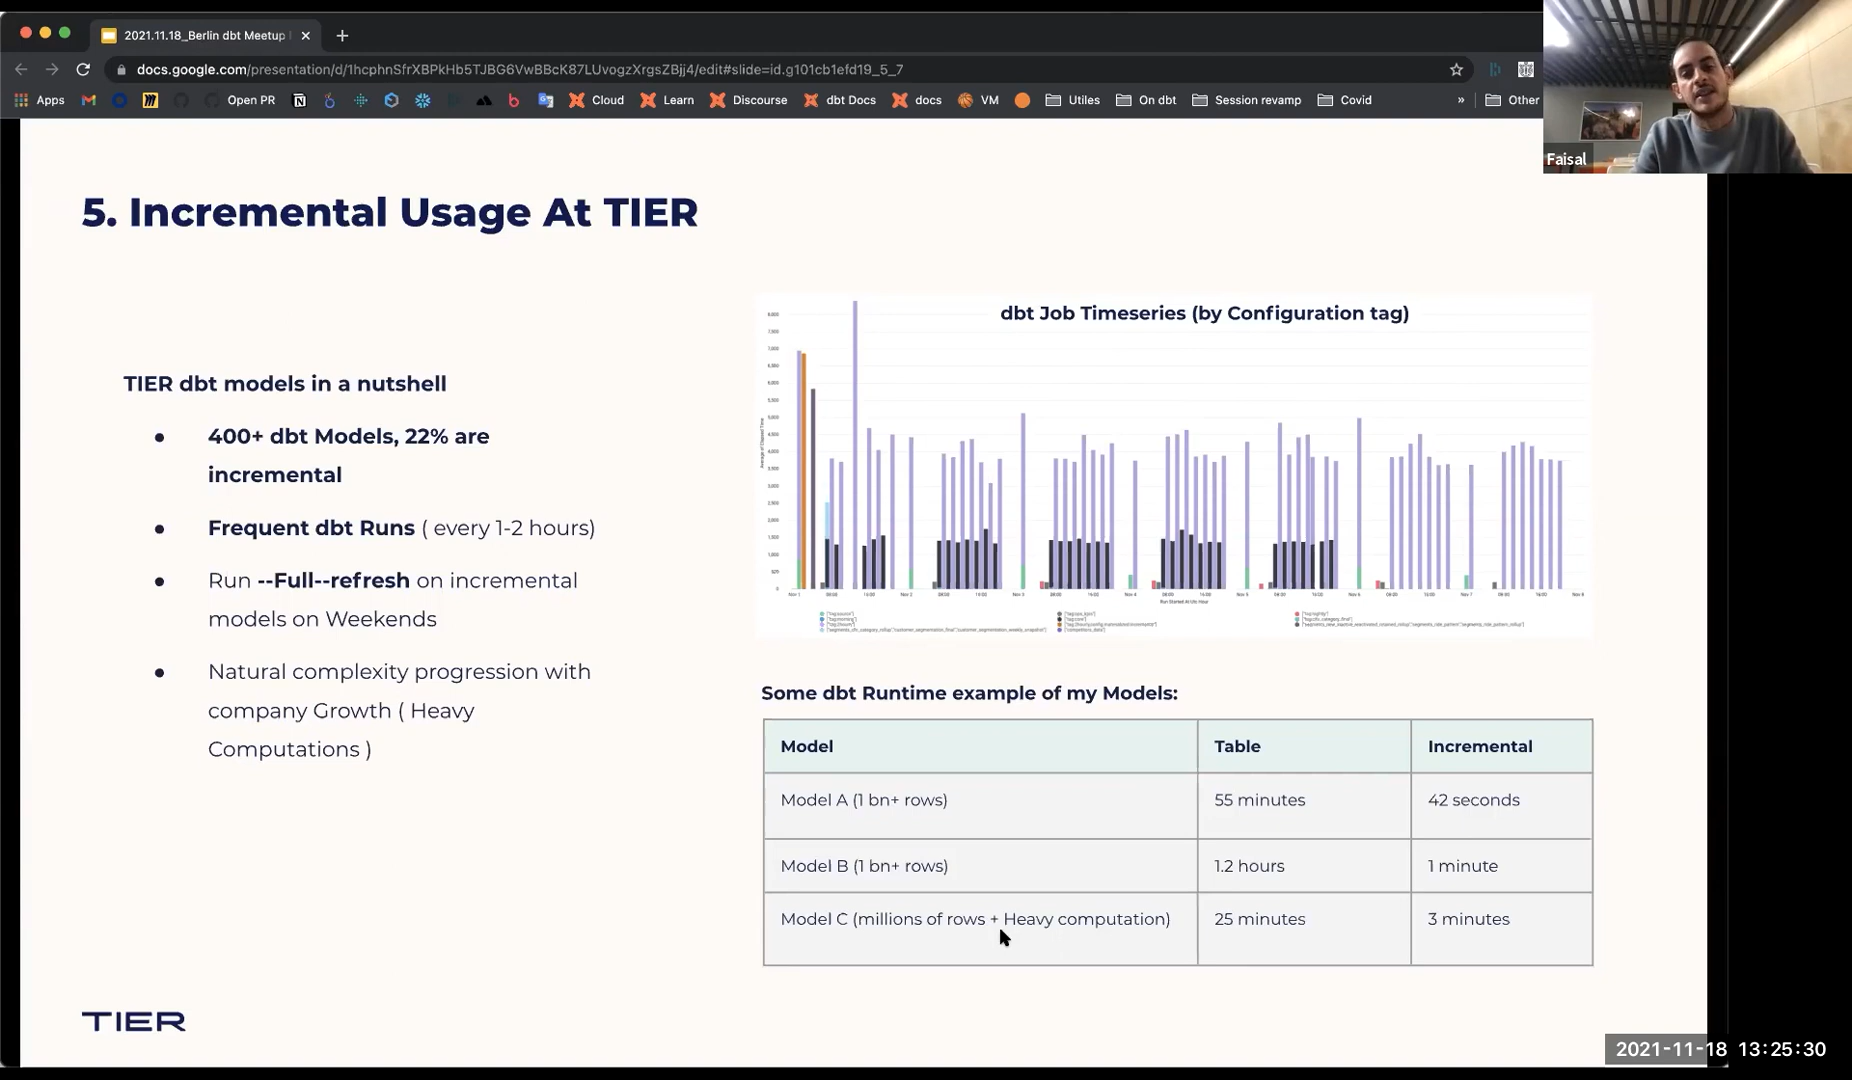 2021.11.18_Berlin dbt Meetup
docs.google.com/presentation/d/1hcphnSfrXBPkHb5TJBG6VwBBcK87LUvogzXrgsZBjj4/edit#slide=id.g101cb1efd19_5_7
Apps Open PR Cloud Learn Discourse dbt Docs docs VM Utiles On dbt Session revamp Covid » Other
Faisal
5. Incremental Usage At TIER
TIER dbt models in a nutshell
● 400+ dbt Models, 22% are
incremental
● Frequent dbt Runs ( every 1-2 hours)
● Run --Full--refresh on incremental
models on Weekends
● Natural complexity progression with
company Growth ( Heavy
Computations )
dbt Job Timeseries (by Configuration tag)
Some dbt Runtime example of my Models:
Model Table Incremental
Model A (1 bn+ rows) 55 minutes 42 seconds
Model B (1 bn+ rows) 1.2 hours 1 minute
Model C (millions of rows + Heavy computation) 25 minutes 3 minutes
TIER
2021-11-18 13:25:30